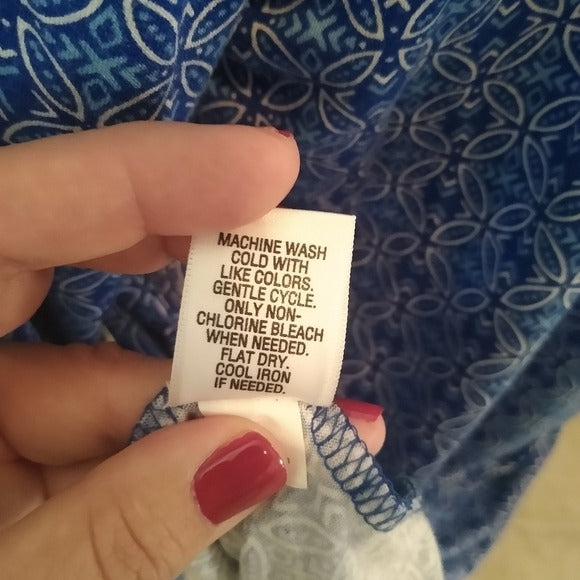 MACHINE WASH
COLD WITH
LIKE COLORS.
GENTLE CYCLE.
ONLY NON-
CHLORINE BLEACH
WHEN NEEDED.
FLAT DRY.
COOL IRON
IF NEEDED.